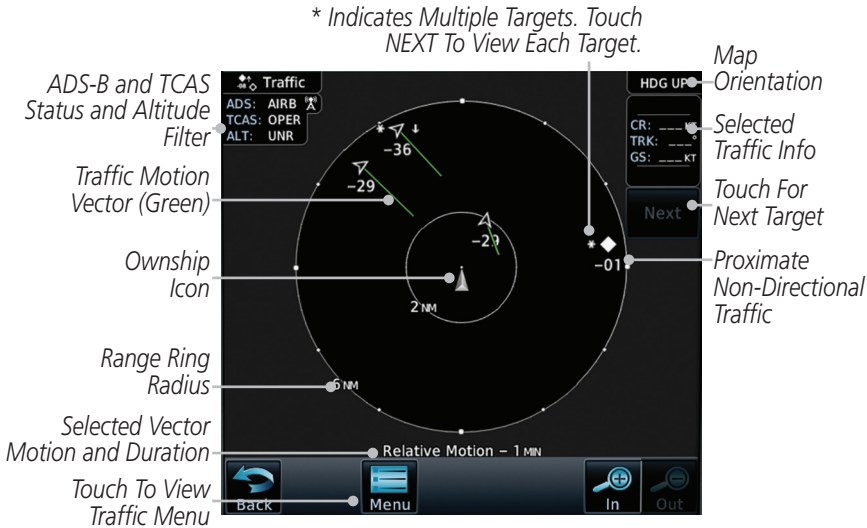 * Indicates Multiple Targets. Touch
NEXT To View Each Target.
Map
Orientation
ADS-B and TCAS
Status and Altitude
Filter
Traffic
HDG UP
ADS: AIRB
TCAS: OPER
ALT: UNR
CR: ___
TRK: ___°
GS: ___KT
Selected
Traffic Info
* ↓
-36
-29
Traffic Motion
Vector (Green)
Next
Touch For
Next Target
-29
*
-01
Ownship
Icon
Proximate
Non-Directional
Traffic
2 NM
Range Ring
Radius
NM
Selected Vector
Motion and Duration
Relative Motion – 1 MIN
Touch To View
Traffic Menu
Back
Menu
In
Out